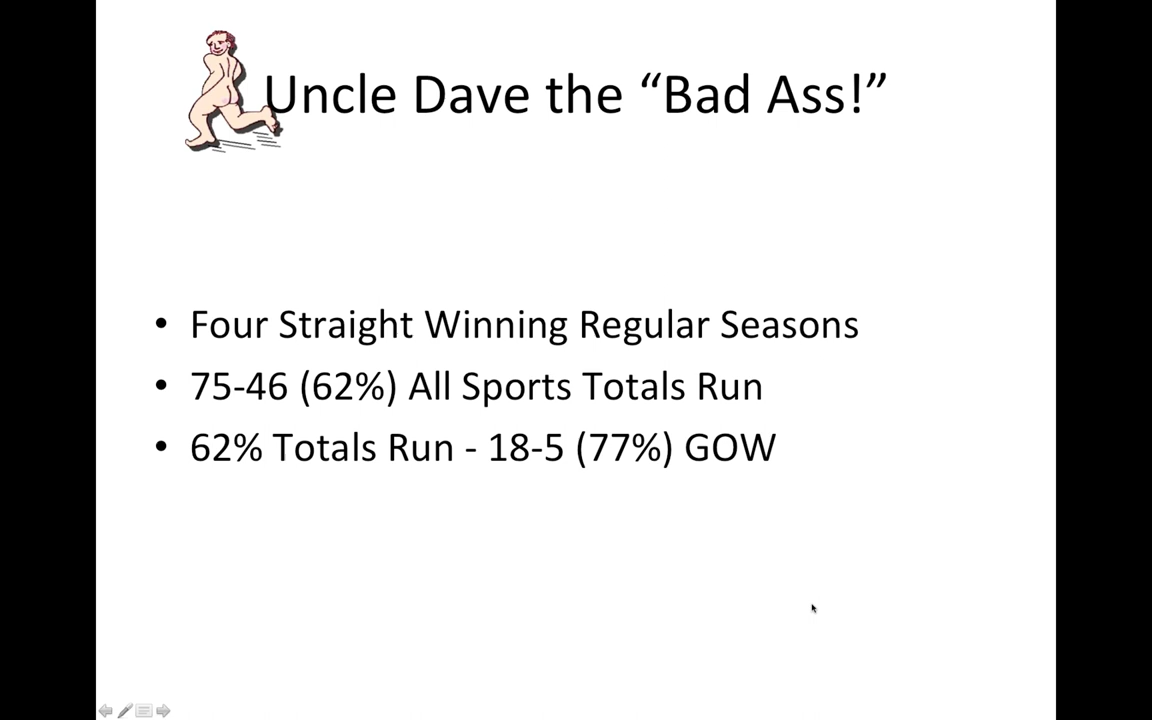 Uncle Dave the “Bad Ass!”
• Four Straight Winning Regular Seasons
• 75-46 (62%) All Sports Totals Run
• 62% Totals Run - 18-5 (77%) GOW